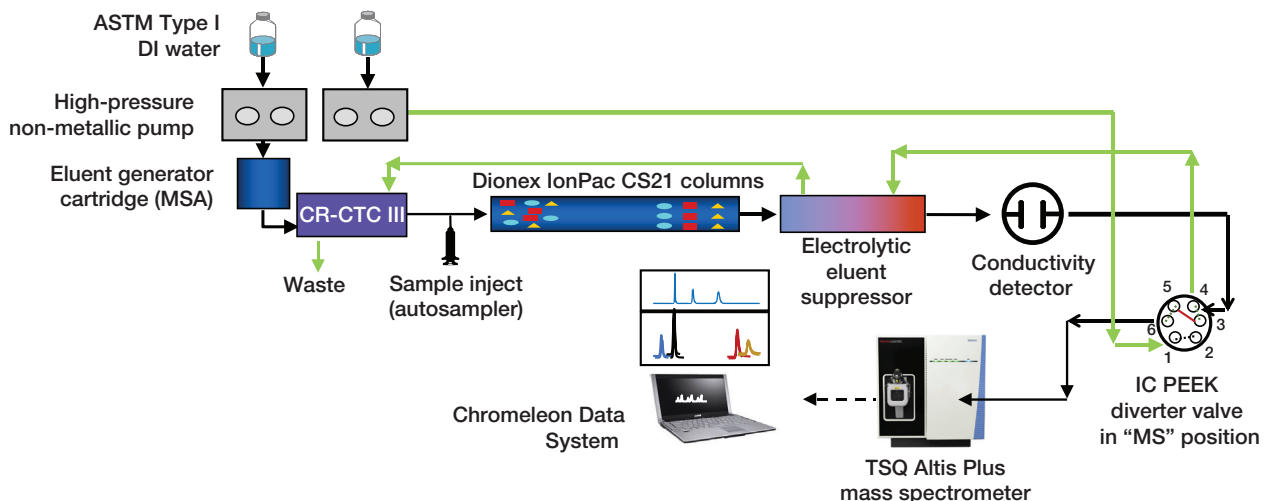 ASTM Type I
DI water
High-pressure
non-metallic pump
Eluent generator
cartridge (MSA)
CR-CTC III
Waste
Sample inject
(autosampler)
Dionex IonPac CS21 columns
Electrolytic
eluent
suppressor
Conductivity
detector
5
4
6
3
1
2
IC PEEK
diverter valve
in “MS” position
Chromeleon Data
System
TSQ Altis Plus
mass spectrometer